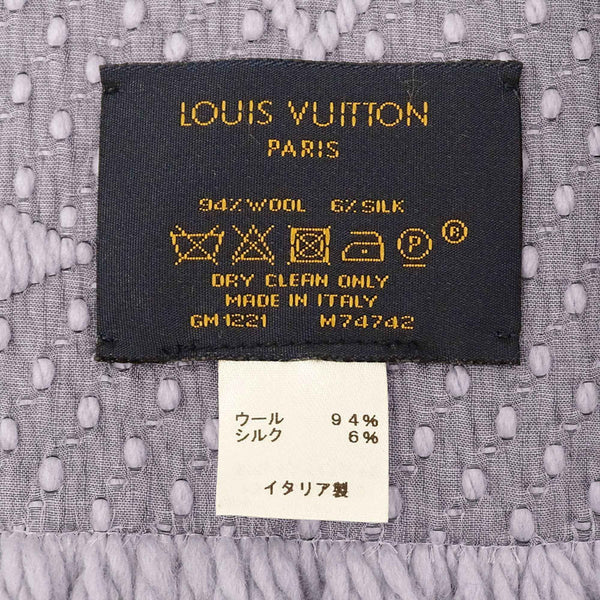 LOUIS VUITTON
PARIS
94% WOOL 6% SILK
P ®
DRY CLEAN ONLY
MADE IN ITALY
GM1221 M74742
ウール 94%
シルク 6%
イタリア製